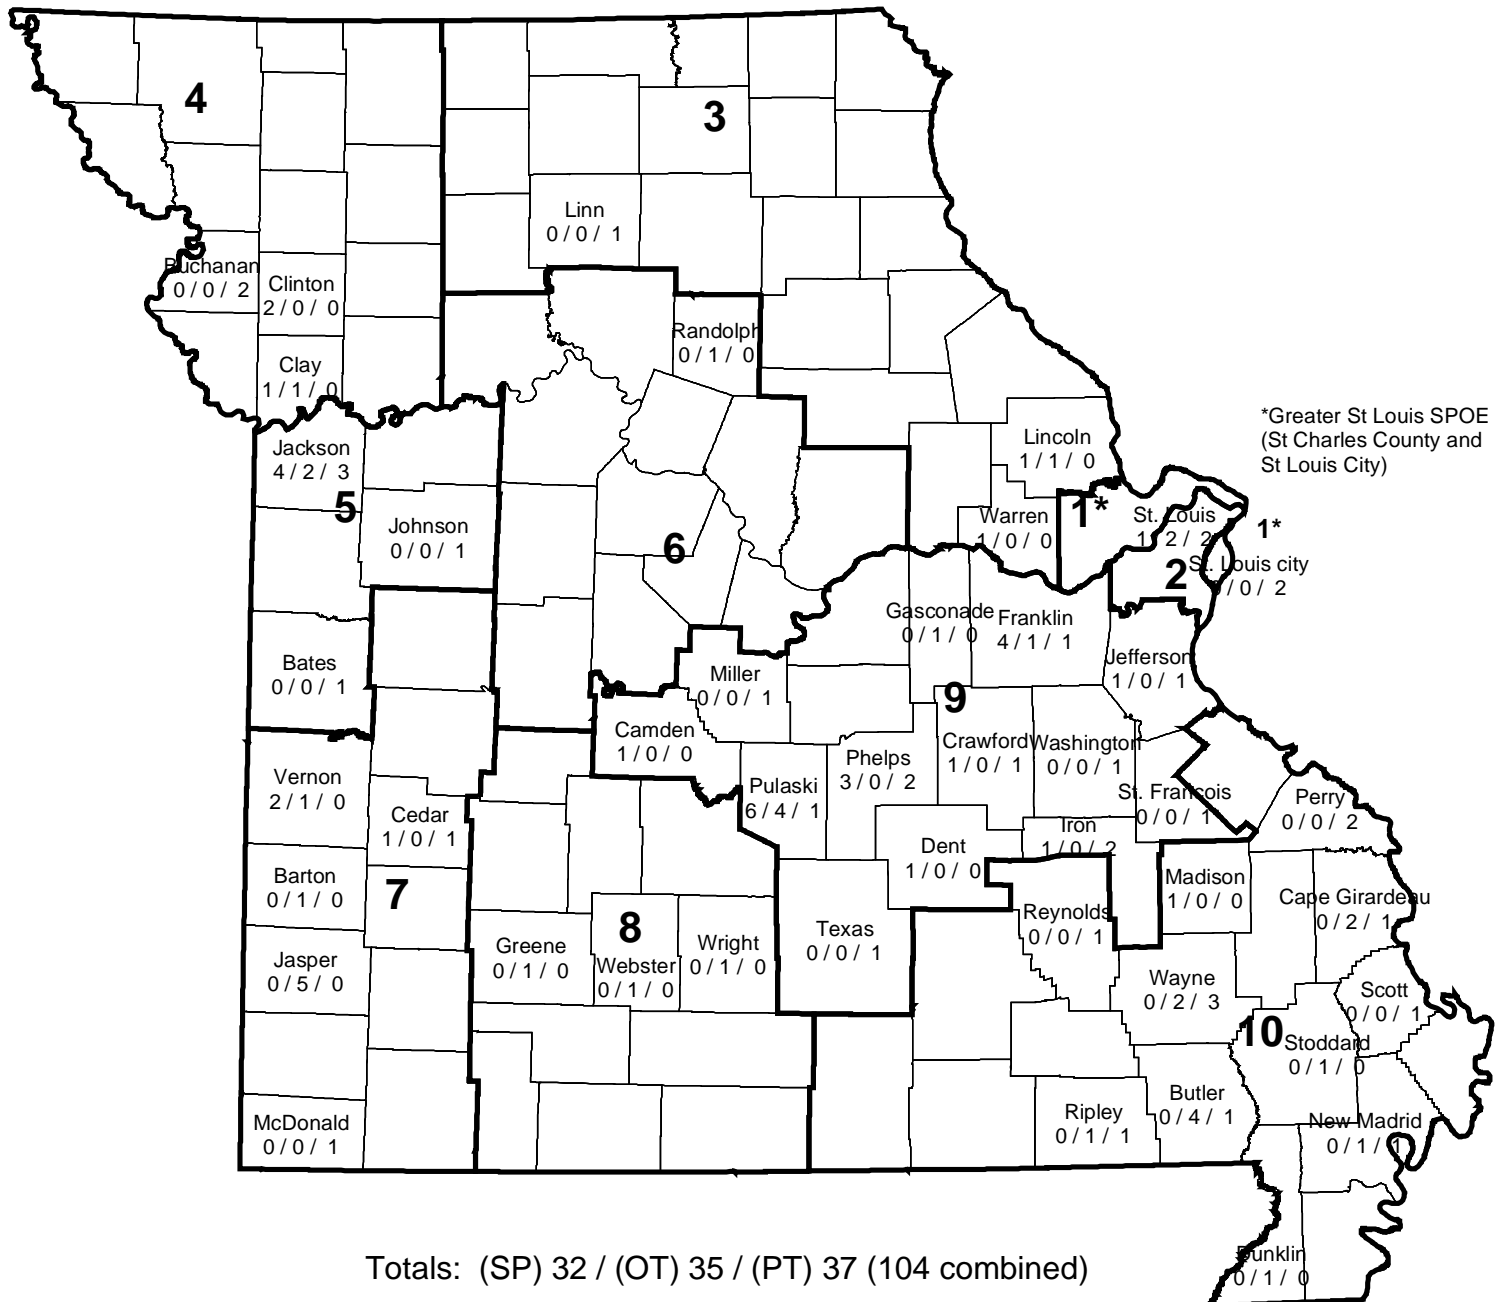 4
3
Linn
0 / 0 / 1
Buchanan
0 / 0 / 2
Clinton
2 / 0 / 0
Randolph
0 / 1 / 0
Clay
1 / 1 / 0
*Greater St Louis SPOE
(St Charles County and
St Louis City)
Jackson
4 / 2 / 3
5
Lincoln
1 / 1 / 0
Johnson
0 / 0 / 1
6
Warren
1 / 0 / 0
1*
St. Louis
1 / 2 / 2
1*
2
St. Louis city
/ 0 / 2
Gasconade
0 / 1 / 0
Franklin
4 / 1 / 1
Bates
0 / 0 / 1
Miller
0 / 0 / 1
Jefferson
1 / 0 / 1
9
Camden
1 / 0 / 0
Crawford
1 / 0 / 1
Washington
0 / 0 / 1
Vernon
2 / 1 / 0
Phelps
3 / 0 / 2
Pulaski
6 / 4 / 1
St. Francois
0 / 0 / 1
Perry
0 / 0 / 2
Cedar
1 / 0 / 1
Iron
1 / 0 / 2
Dent
1 / 0 / 0
Barton
0 / 1 / 0
7
Madison
1 / 0 / 0
Cape Girardeau
0 / 2 / 1
8
Reynolds
0 / 0 / 1
Texas
0 / 0 / 1
Greene
0 / 1 / 0
Webster
0 / 1 / 0
Wright
0 / 1 / 0
Jasper
0 / 5 / 0
Wayne
0 / 2 / 3
Scott
0 / 0 / 1
10
Stoddard
0 / 1 / 0
Butler
0 / 4 / 1
Ripley
0 / 1 / 1
McDonald
0 / 0 / 1
New Madrid
0 / 1 / 1
Dunklin
0 / 1 / 0
Totals: (SP) 32 / (OT) 35 / (PT) 37 (104 combined)